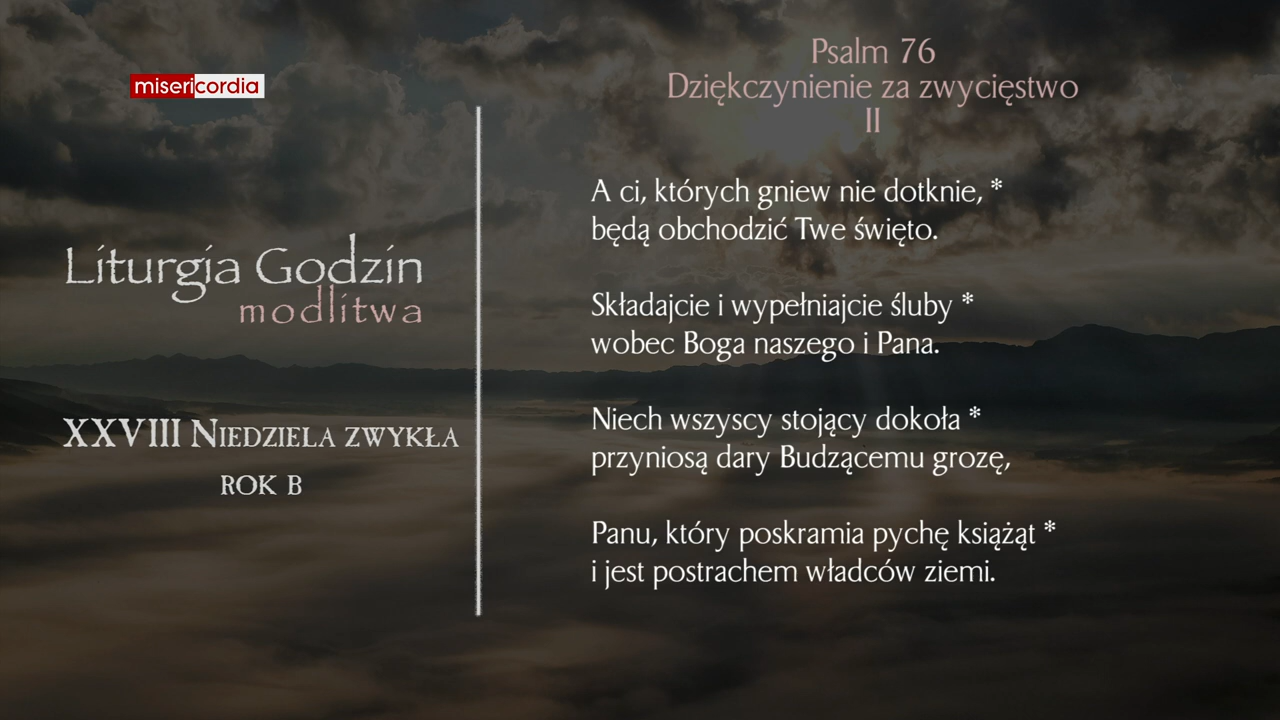 misericordia
Liturgia Godzin
modlitwa
XXVIII Niedziela zwykła
rok B
Psalm 76
Dziękczynienie za zwycięstwo
II
A ci, których gniew nie dotknie, *
będą obchodzić Twe święto.
Składajcie i wypełniajcie śluby *
wobec Boga naszego i Pana.
Niech wszyscy stojący dokoła *
przyniosą dary Budzącemu grozę,
Panu, który poskramia pychę książąt *
i jest postrachem władców ziemi.